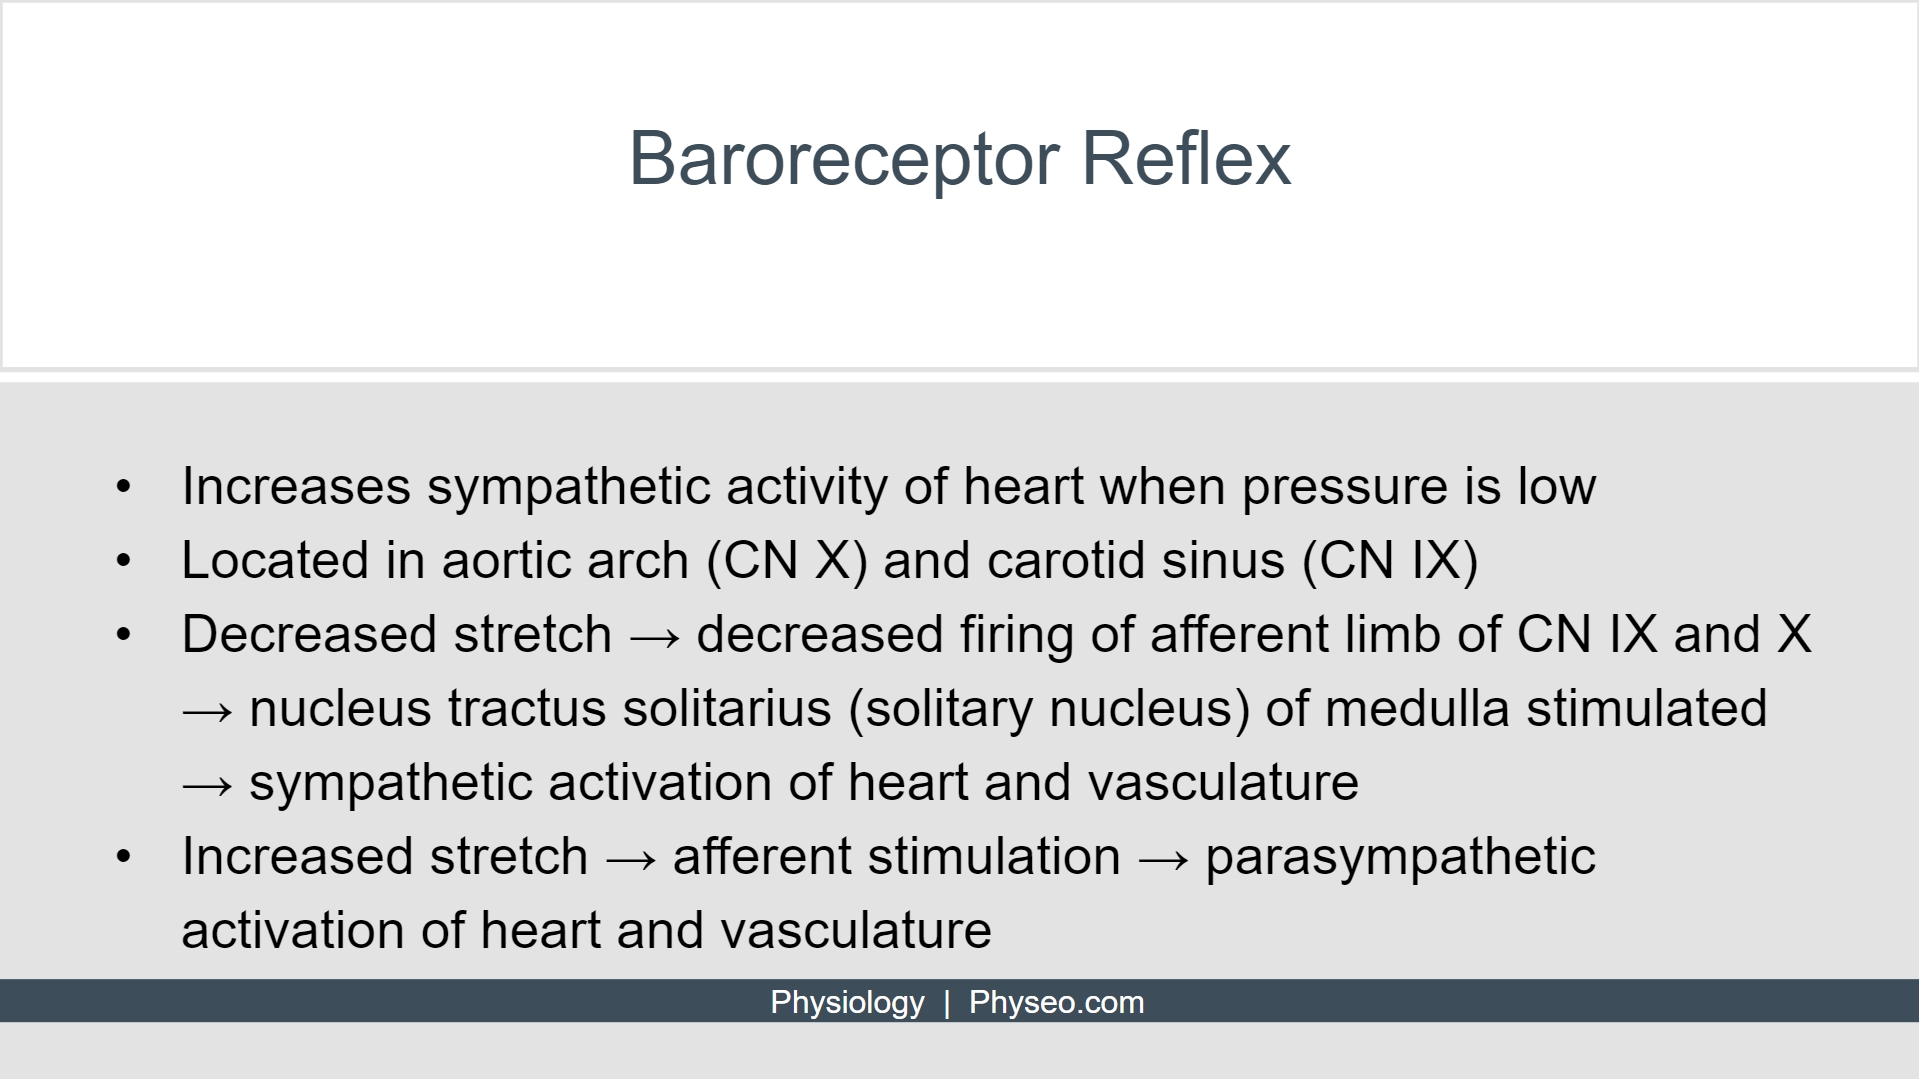 Baroreceptor Reflex
• Increases sympathetic activity of heart when pressure is low
• Located in aortic arch (CN X) and carotid sinus (CN IX)
• Decreased stretch → decreased firing of afferent limb of CN IX and X
→ nucleus tractus solitarius (solitary nucleus) of medulla stimulated
→ sympathetic activation of heart and vasculature
• Increased stretch → afferent stimulation → parasympathetic
activation of heart and vasculature
Physiology | Physeo.com